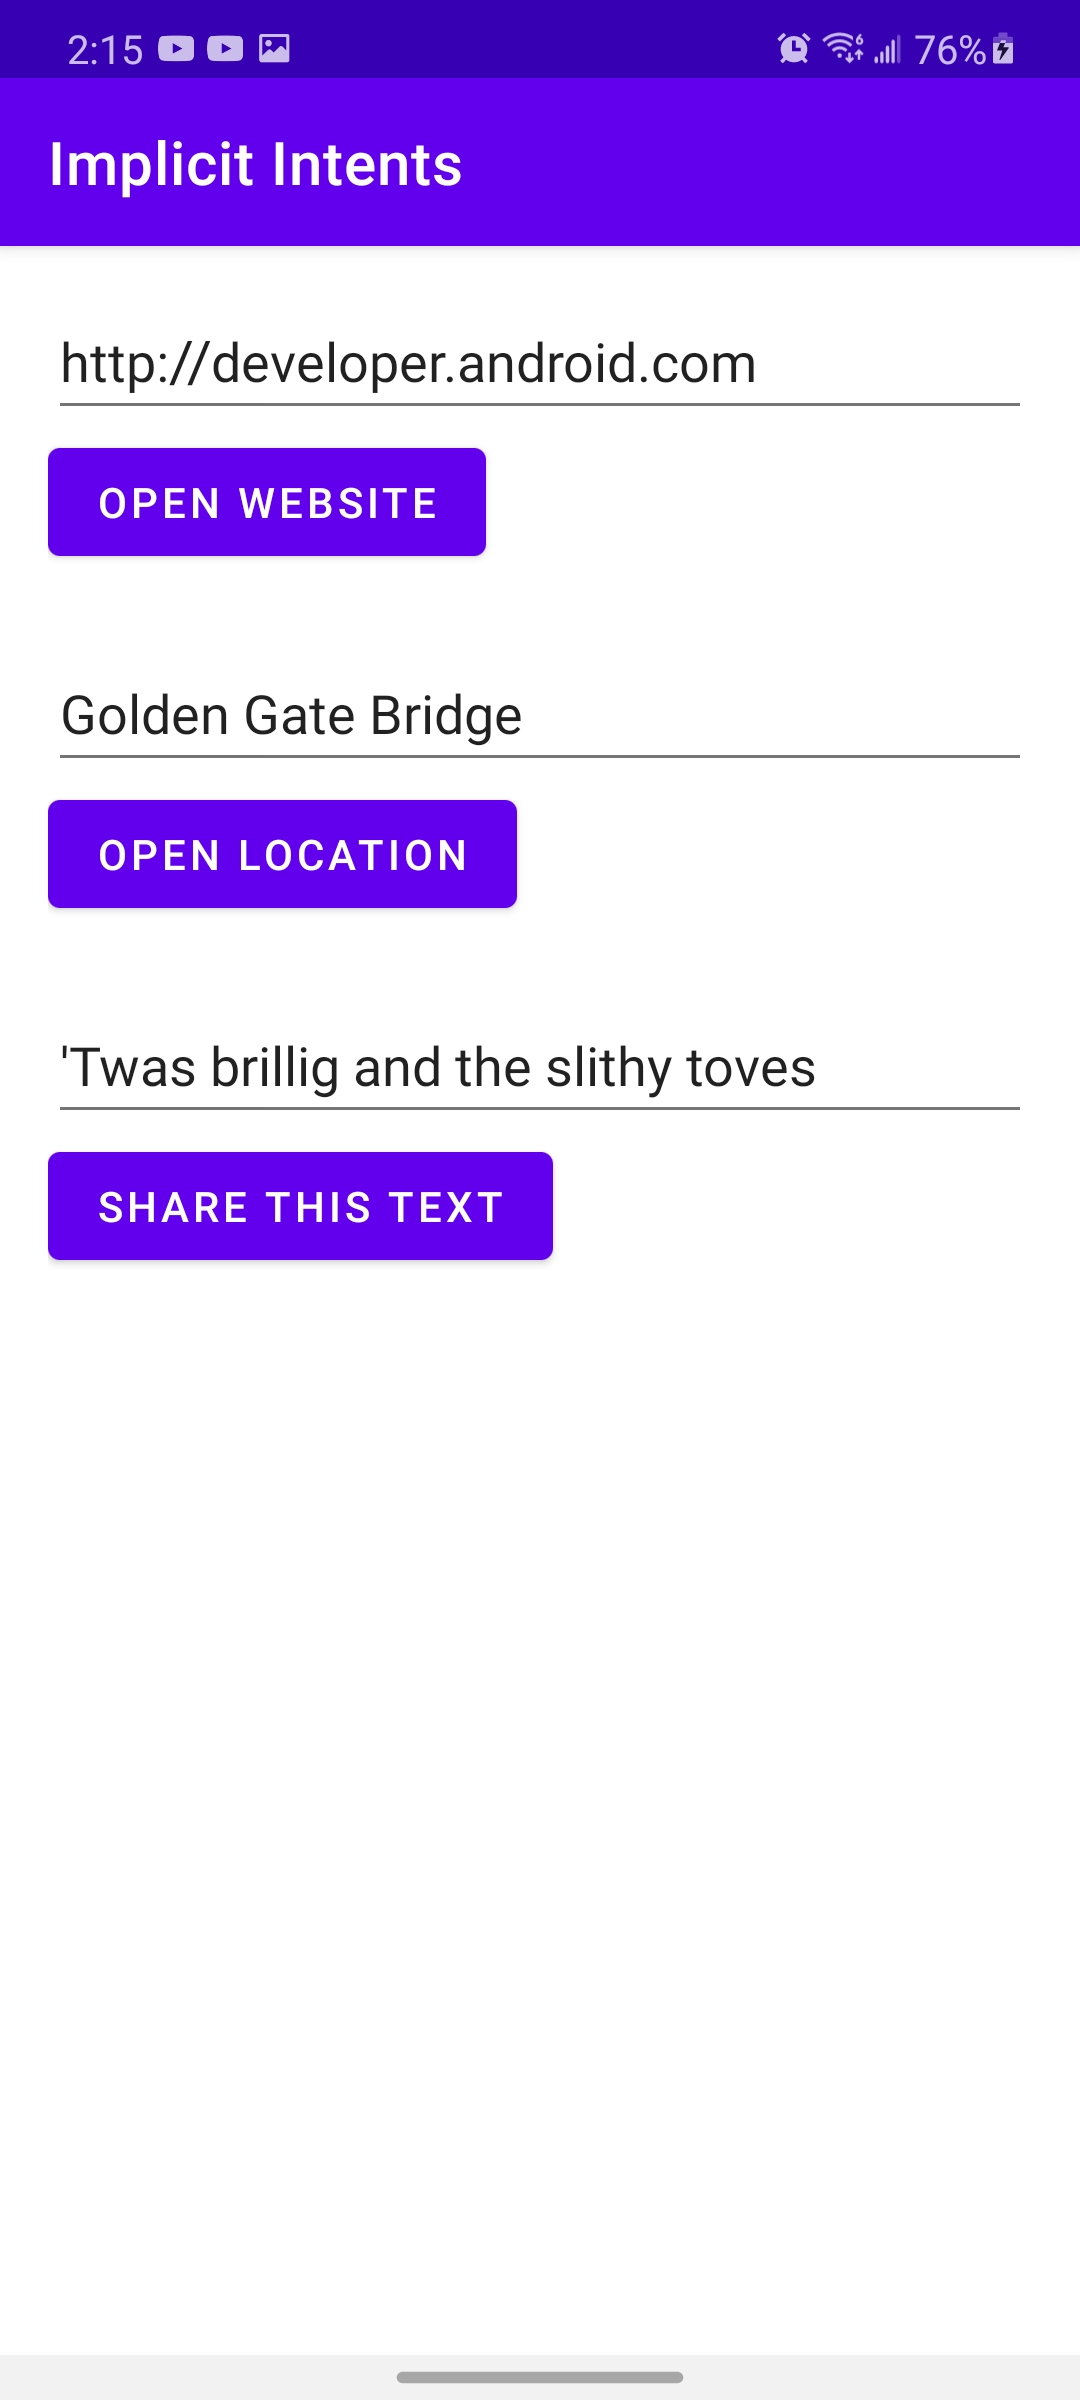 2:15 76%
Implicit Intents
http://developer.android.com
OPEN WEBSITE
Golden Gate Bridge
OPEN LOCATION
'Twas brillig and the slithy toves
SHARE THIS TEXT